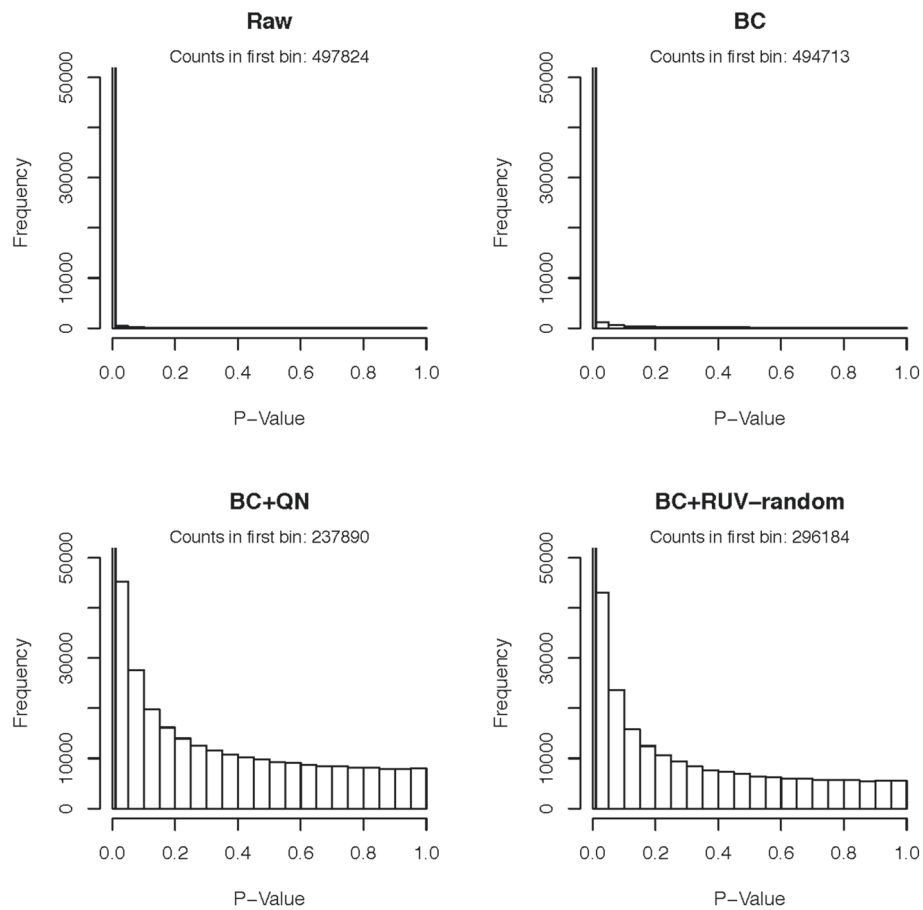 Raw
Counts in first bin: 497824
Frequency
50000
30000
10000
0
0.0 0.2 0.4 0.6 0.8 1.0
P−Value
BC
Counts in first bin: 494713
Frequency
50000
30000
10000
0
0.0 0.2 0.4 0.6 0.8 1.0
P−Value
BC+QN
Counts in first bin: 237890
Frequency
50000
30000
10000
0
0.0 0.2 0.4 0.6 0.8 1.0
P−Value
BC+RUV−random
Counts in first bin: 296184
Frequency
50000
30000
10000
0
0.0 0.2 0.4 0.6 0.8 1.0
P−Value